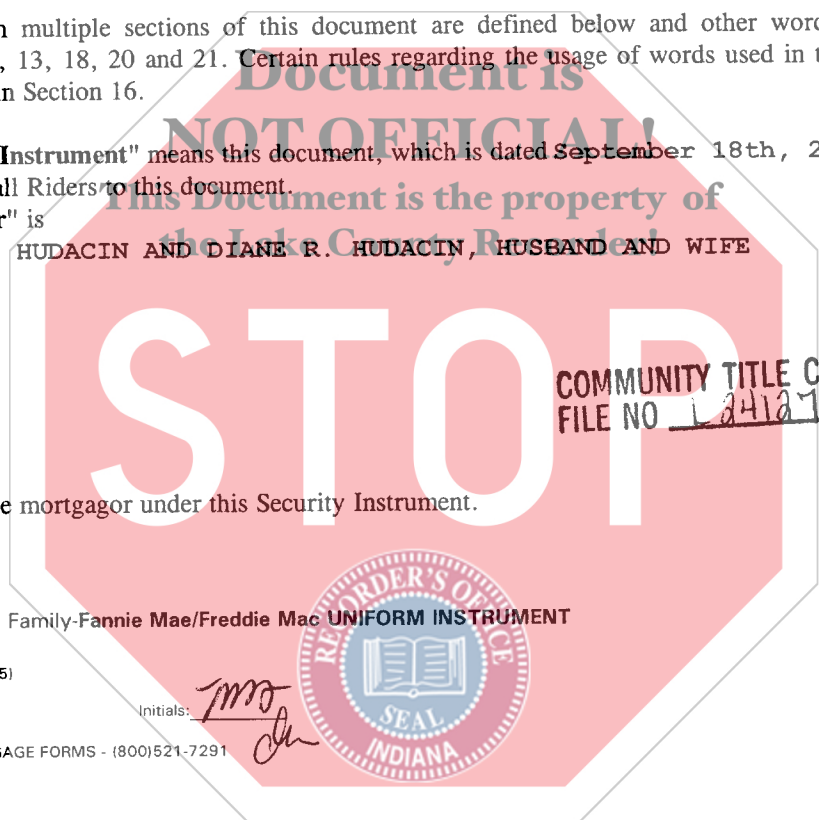 multiple sections of this document are defined below and other
, 13, 18, 20 and 21. Certain rules regarding the usage of words used in
in Section 16.
Document is
NOT OFFICIAL!
Instrument" means this document, which is dated September 18th, 2
all Riders to this document.
This Document is the property of
r" is
the Lake County Recorder!
HUDACIN AND DIANE R. HUDACIN, HUSBAND AND WIFE
STOP
COMMUNITY TITLE C
FILE NO L24127
e mortgagor under this Security Instrument.
RECORDER'S OFFICE
Family-Fannie Mae/Freddie Mac UNIFORM INSTRUMENT
5)
Initials:
SEAL
INDIANA
GAGE FORMS - (800)521-7291